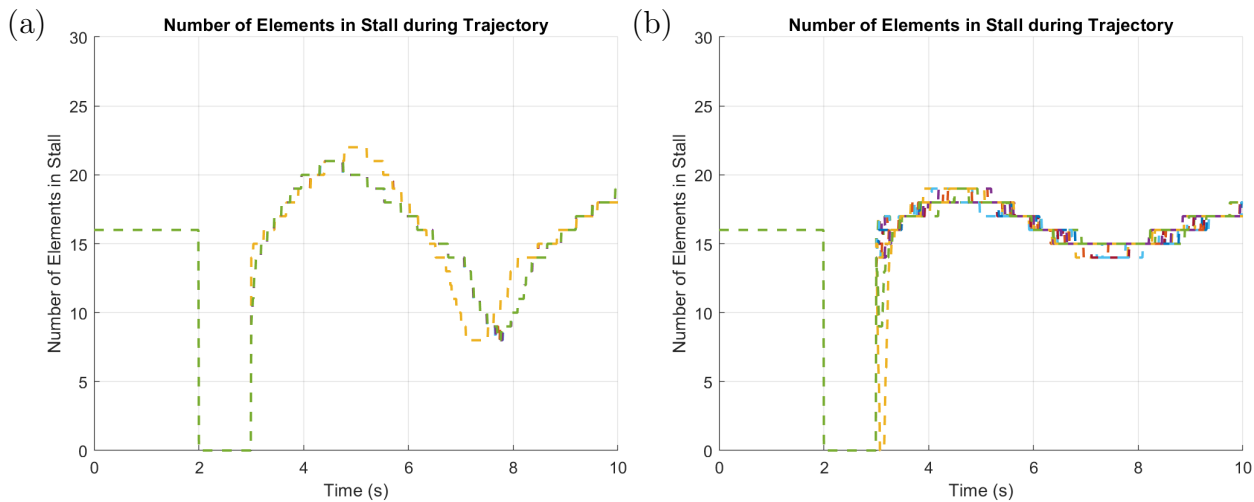 (a)
Number of Elements in Stall during Trajectory
Number of Elements in Stall
30
25
20
15
10
5
0
0 2 4 6 8 10
Time (s)
(b)
Number of Elements in Stall during Trajectory
Number of Elements in Stall
30
25
20
15
10
5
0
0 2 4 6 8 10
Time (s)